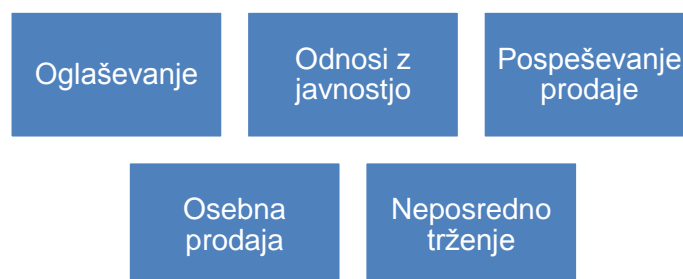 Oglaševanje
Odnosi z
javnostjo
Pospeševanje
prodaje
Osebna
prodaja
Neposredno
trženje